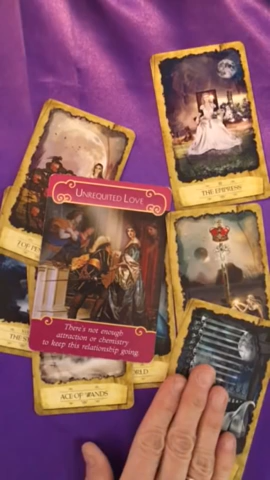 THE EMPRESS
UNREQUITED LOVE
There's not enough
attraction or chemistry
to keep this relationship going.
ACE OF WANDS